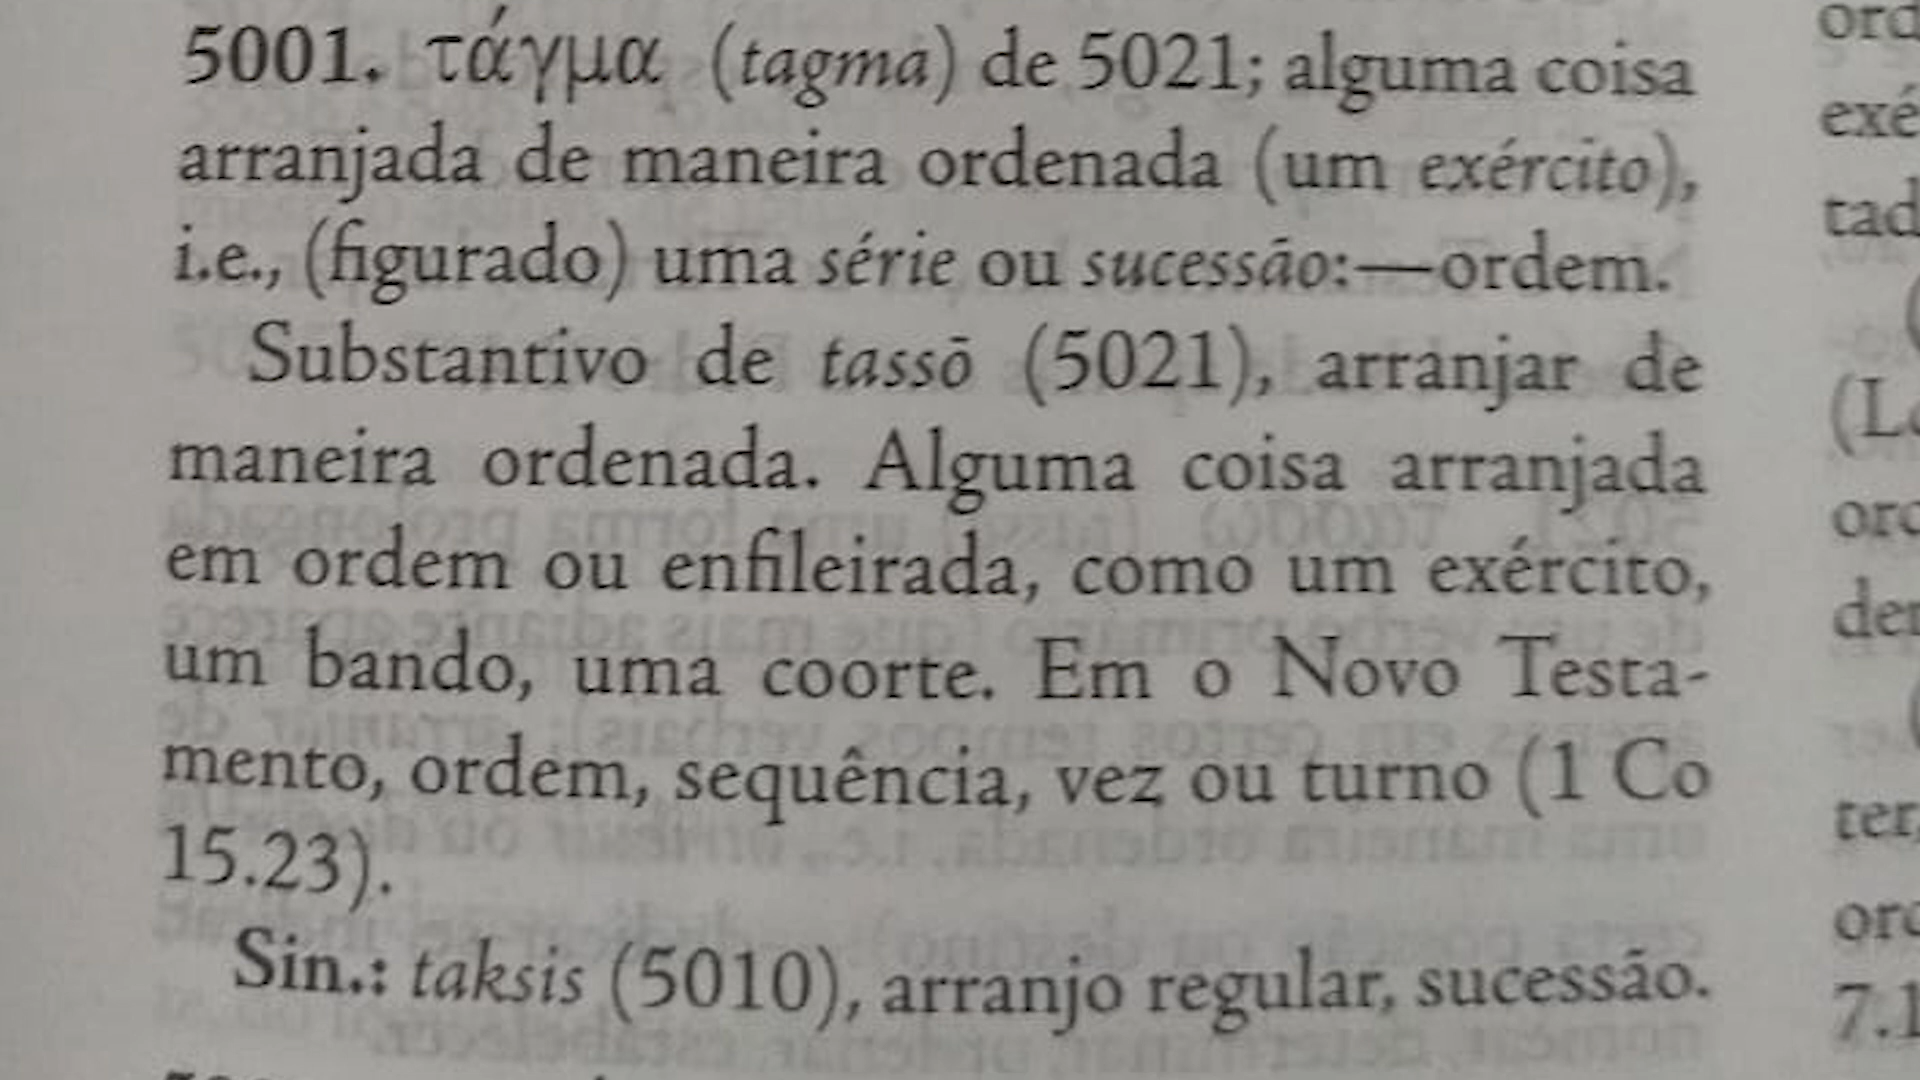 5001. τάγμα (tagma) de 5021; alguma coisa
arranjada de maneira ordenada (um exército),
i.e., (figurado) uma série ou sucessão:—ordem.
Substantivo de tassō (5021), arranjar de
maneira ordenada. Alguma coisa arranjada
em ordem ou enfileirada, como um exército,
um bando, uma coorte. Em o Novo Testa-
mento, ordem, sequência, vez ou turno (1 Co
15.23).
Sin.: taksis (5010), arranjo regular, sucessão.